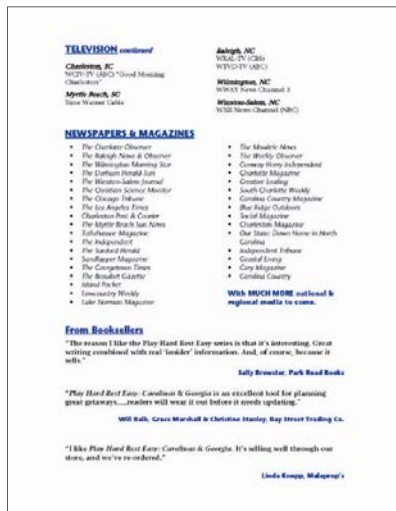 TELEVISION continued
Charleston, SC
WCIV-TV (ABC) "Good Morning
Charleston"
Myrtle Beach, SC
Time Warner Cable
Raleigh, NC
WRAL-TV (CBS)
WTVD-TV (ABC)
Wilmington, NC
WWAY News Channel 3
Winston-Salem, NC
WXII News Channel (NBC)
NEWSPAPERS & MAGAZINES
• The Charlotte Observer
• The Raleigh News & Observer
• The Wilmington Morning Star
• The Durham Herald-Sun
• The Winston-Salem Journal
• The Christian Science Monitor
• The Chicago Tribune
• The Los Angeles Times
• Charleston Post & Courier
• The Myrtle Beach Sun News
• Tallahassee Magazine
• The Independent
• The Sanford Herald
• Sandlapper Magazine
• The Georgetown Times
• The Beaufort Gazette
• Island Packet
• Lowcountry Weekly
• Lake Norman Magazine
• The Moultrie News
• The Weekly Observer
• Conway Horry Independent
• Charlotte Magazine
• Creative Loafing
• South Charlotte Weekly
• Carolina Country Magazine
• Blue Ridge Outdoors
• Social Magazine
• Charleston Magazine
• Our State: Down Home in North
Carolina
• Independent Tribune
• Coastal Living
• Cary Magazine
• Carolina Country
With MUCH MORE national &
regional media to come.
From Booksellers
"The reason I like the Play Hard Rest Easy series is that it's interesting. Great
writing combined with real 'insider' information. And, of course, because it
sells."
Sally Brewster, Park Road Books
"Play Hard Rest Easy: Carolinas & Georgia is an excellent tool for planning
great getaways....readers will wear it out before it needs updating."
Will Balk, Grace Marshall & Christine Stanley, Bay Street Trading Co.
"I like Play Hard Rest Easy: Carolinas & Georgia. It's selling well through our
store, and we've re-ordered."
Linda Knopp, Malaprop's